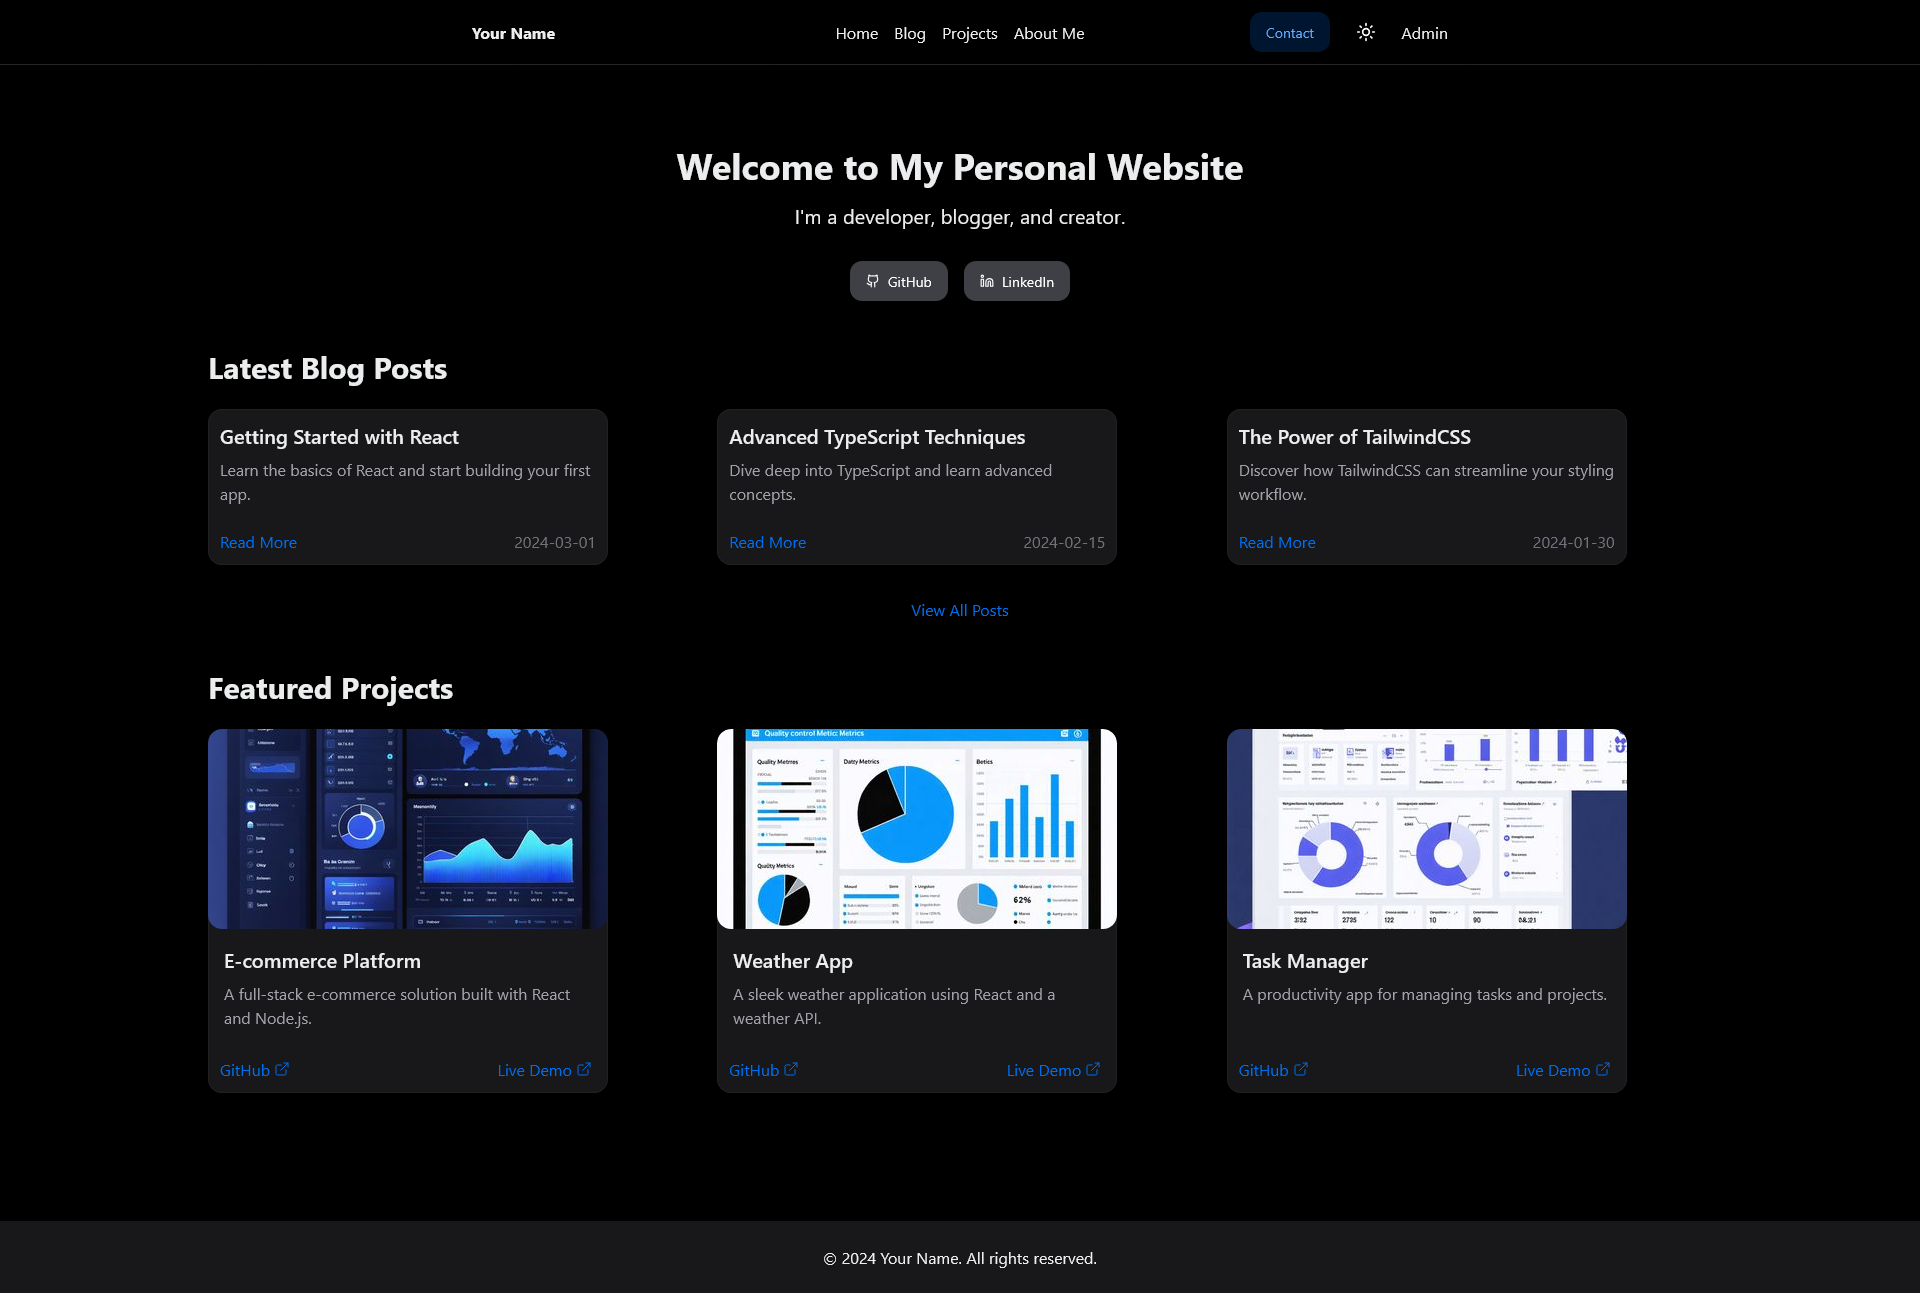 Your Name
Home Blog Projects About Me
Contact
Admin
Welcome to My Personal Website
I'm a developer, blogger, and creator.
GitHub
LinkedIn
Latest Blog Posts
Getting Started with React
Learn the basics of React and start building your first
app.
Read More 2024-03-01
Advanced TypeScript Techniques
Dive deep into TypeScript and learn advanced
concepts.
Read More 2024-02-15
The Power of TailwindCSS
Discover how TailwindCSS can streamline your styling
workflow.
Read More 2024-01-30
View All Posts
Featured Projects
E-commerce Platform
A full-stack e-commerce solution built with React
and Node.js.
GitHub Live Demo
Quality control Metic: Metrics
Quality Metrics
62%
Weather App
A sleek weather application using React and a
weather API.
GitHub Live Demo
Task Manager
A productivity app for managing tasks and projects.
GitHub Live Demo
© 2024 Your Name. All rights reserved.